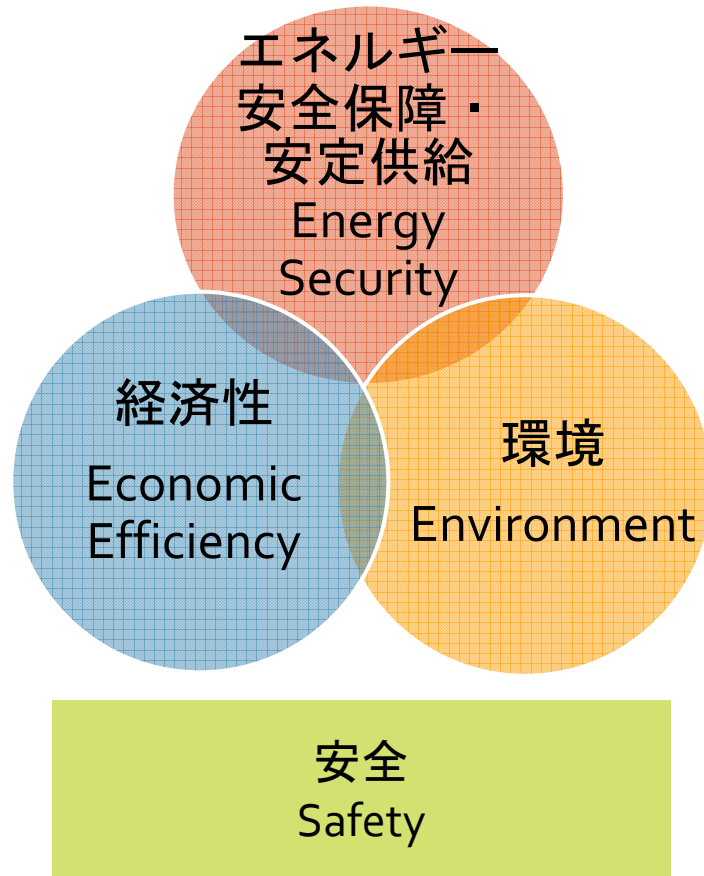 エネルギー
安全保障・
安定供給
Energy
Security
経済性
Economic
Efficiency
環境
Environment
安全
Safety